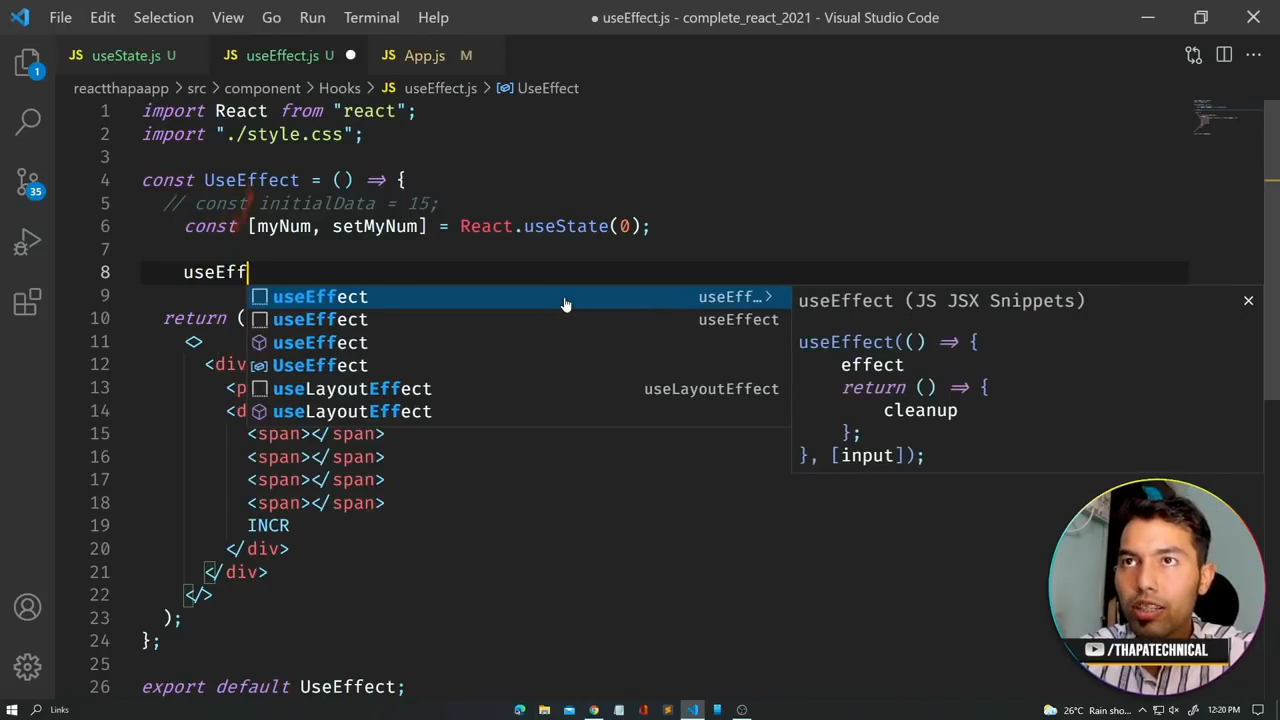 File Edit Selection View Go Run Terminal Help
● useEffect.js - complete_react_2021 - Visual Studio Code
JS useState.js U
JS useEffect.js U ●
JS App.js M
reactthapaapp > src > component > Hooks > JS useEffect.js > UseEffect
1 import React from "react";
2 import "./style.css";
3
4 const UseEffect = () => {
5 // const initialData = 15;
6 const [myNum, setMyNum] = React.useState(0);
7
8 useEff
9
10 return (
11 <>
12 <div
13 <p
14 <d
15 <span></span>
16 <span></span>
17 <span></span>
18 <span></span>
19 INCR
20 </div>
21 </div>
22 </>
23 );
24 };
25
26 export default UseEffect;
useEffect useEff… >
useEffect useEffect
useEffect
UseEffect
useLayoutEffect useLayoutEffect
useLayoutEffect
useEffect (JS JSX Snippets)
useEffect(() => {
effect
return () => {
cleanup
};
}, [input]);
1
35
/THAPATECHNICAL
Links
26°C Rain sho... 12:20 PM